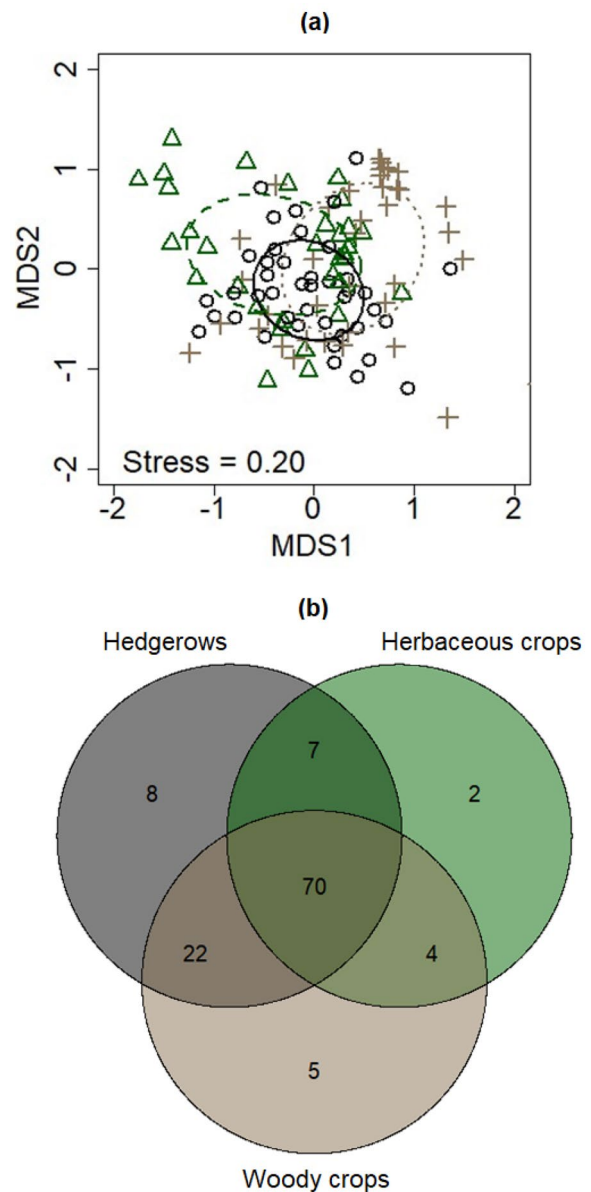 (a)
2
1
0
-1
-2
MDS2
Stress = 0.20
-2 -1 0 1 2
MDS1
(b)
Hedgerows Herbaceous crops
7
8 2
70
22 4
5
Woody crops